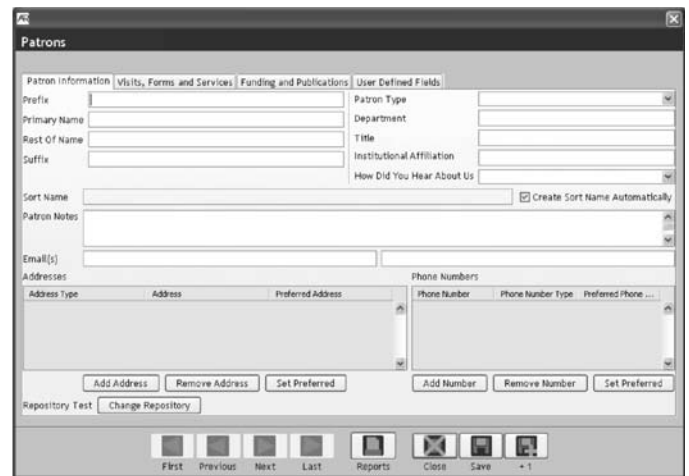 AR
Patrons
Patron Information Visits, Forms and Services Funding and Publications User Defined Fields
Prefix Patron Type
Primary Name Department
Rest Of Name Title
Suffix Institutional Affiliation
How Did You Hear About Us
Sort Name Create Sort Name Automatically
Patron Notes
Email(s)
Addresses Phone Numbers
Address Type Address Preferred Address Phone Number Phone Number Type Preferred Phone ...
Add Address Remove Address Set Preferred Add Number Remove Number Set Preferred
Repository Test Change Repository
First Previous Next Last Reports Close Save + 1